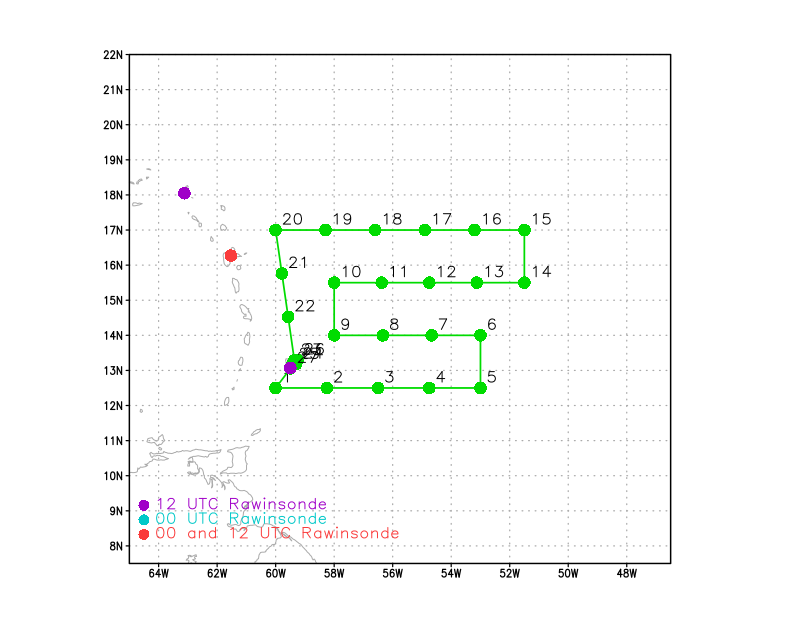 22N
21N
20N
19N
18N
17N
16N
15N
14N
13N
12N
11N
10N
9N
8N
20 19 18 17 16 15
21
10 11 12 13 14
22
9 8 7 6
1 2 3 4 5
12 UTC Rawinsonde
00 UTC Rawinsonde
00 and 12 UTC Rawinsonde
64W 62W 60W 58W 56W 54W 52W 50W 48W